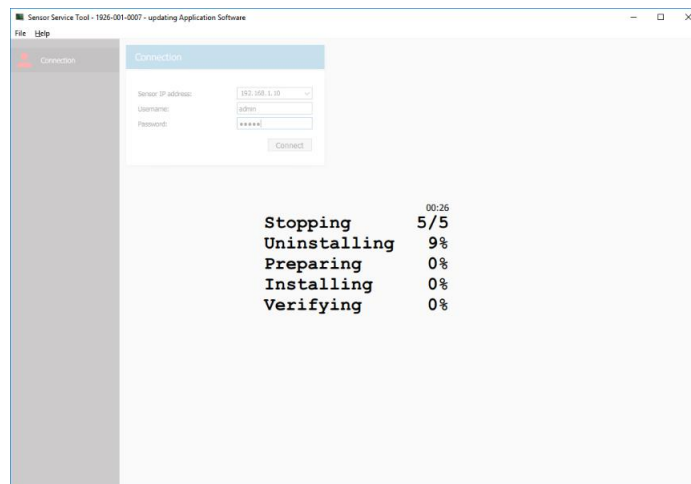 Sensor Service Tool - 1926-001-0007 - updating Application Software
File Help
Connection
Connection
Sensor IP address: 192.168.1.10
Username: admin
Password: •••••
Connect
00:26
Stopping 5/5
Uninstalling 9%
Preparing 0%
Installing 0%
Verifying 0%